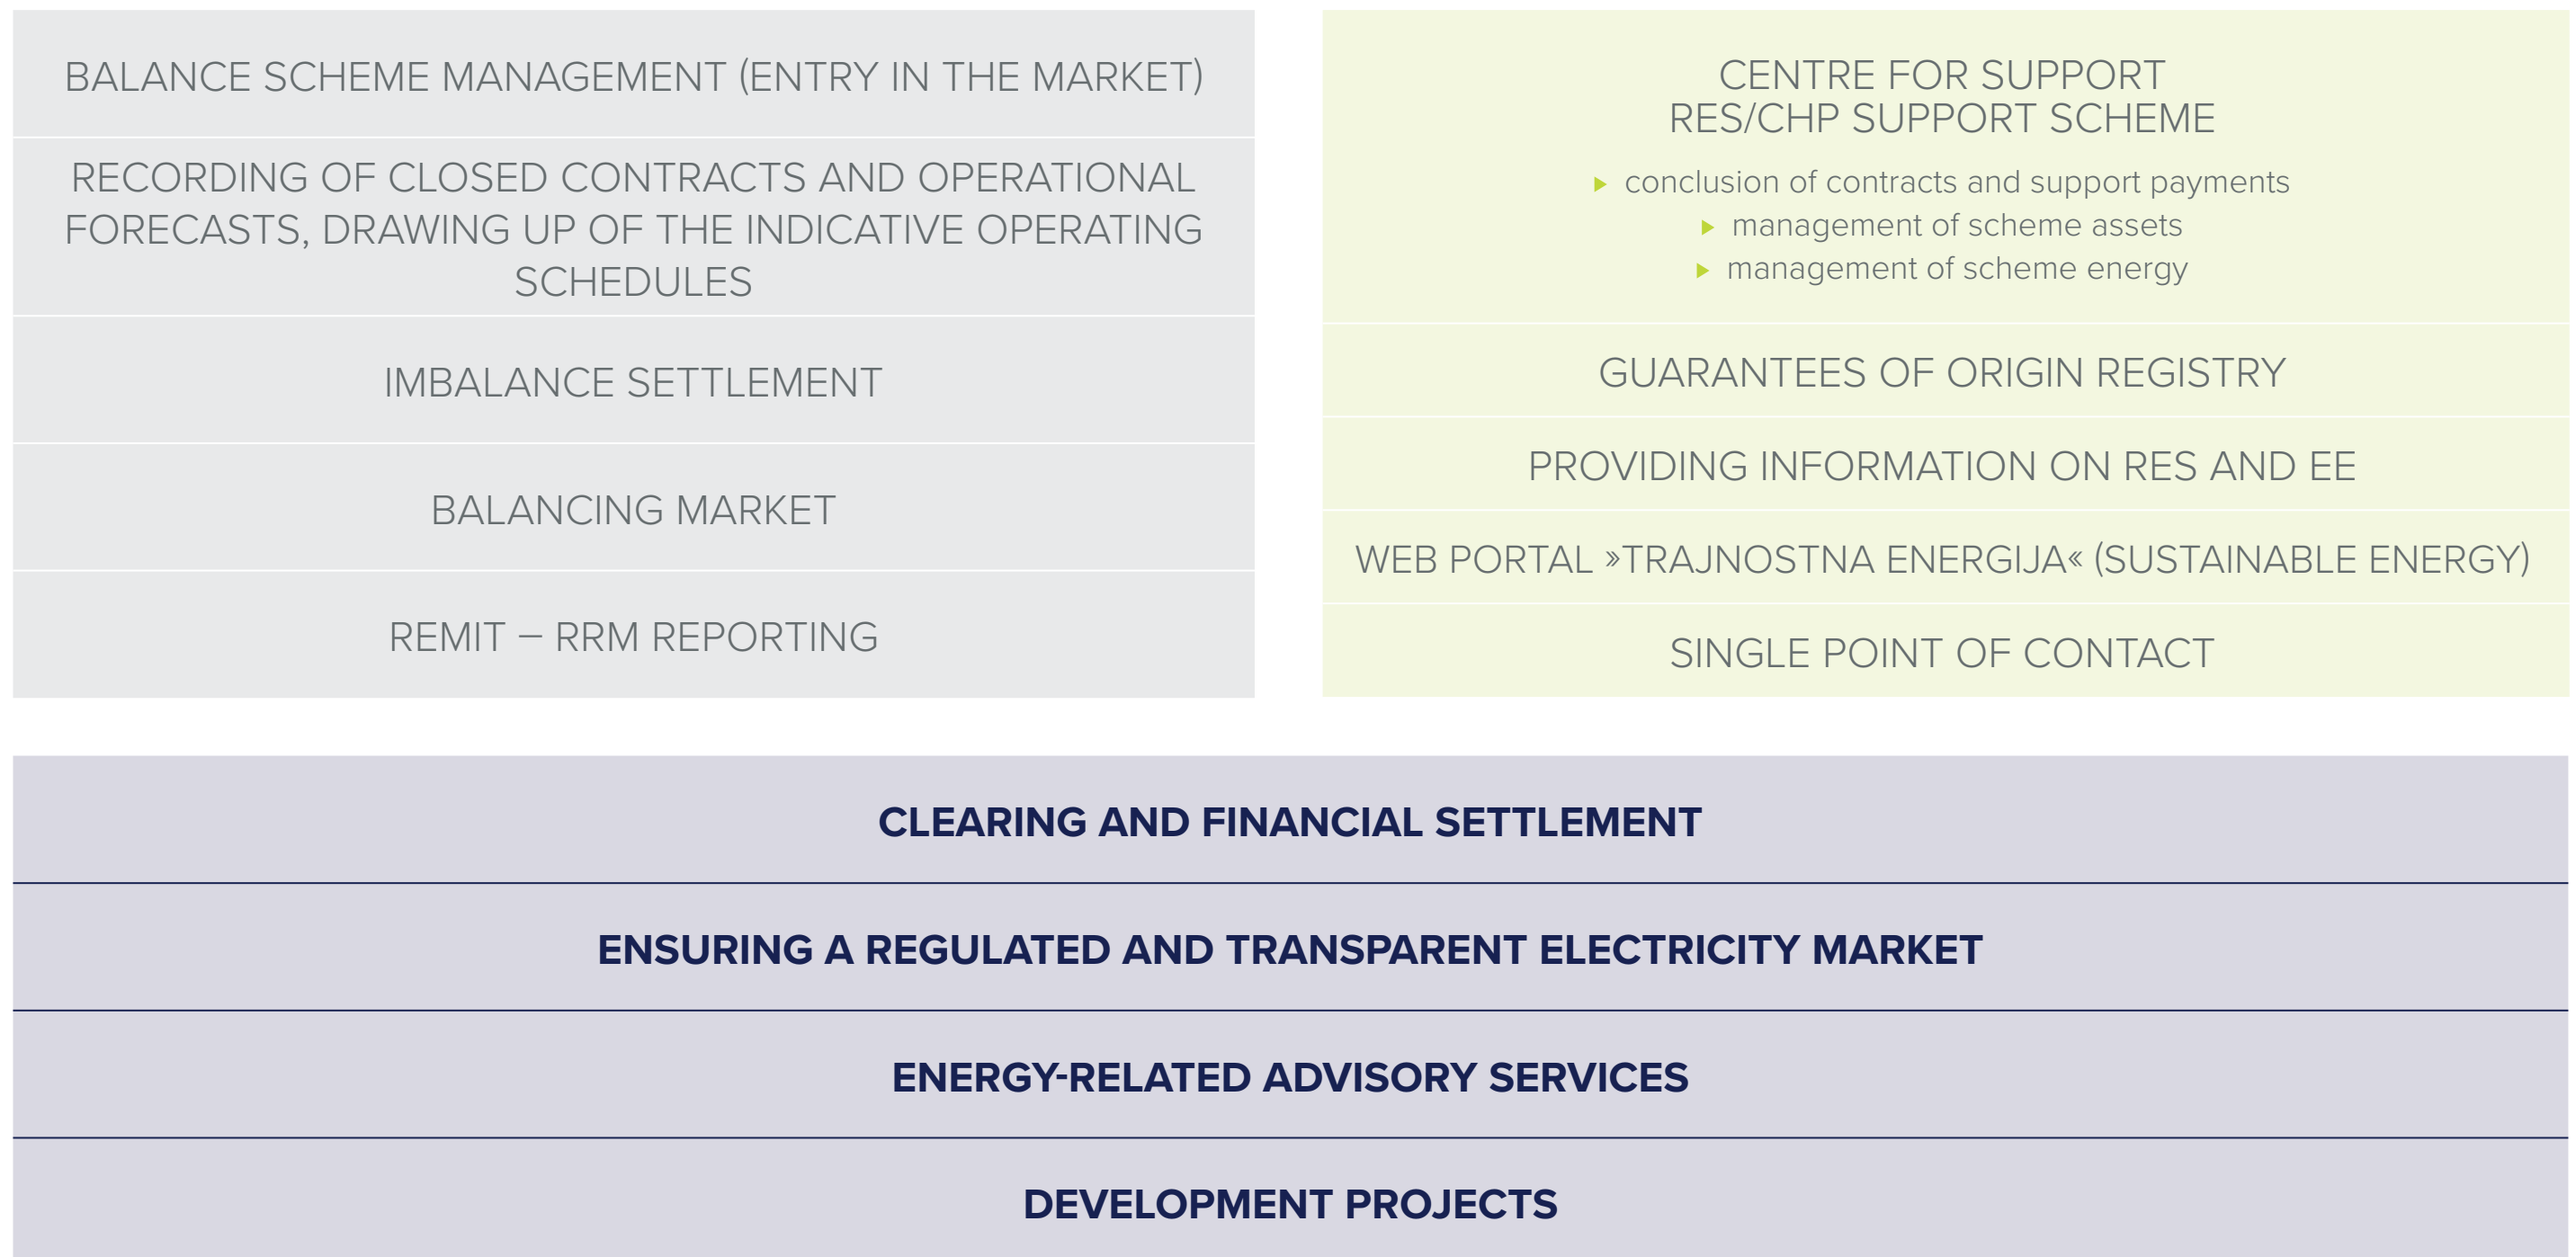 BALANCE SCHEME MANAGEMENT (ENTRY IN THE MARKET)
RECORDING OF CLOSED CONTRACTS AND OPERATIONAL
FORECASTS, DRAWING UP OF THE INDICATIVE OPERATING
SCHEDULES
IMBALANCE SETTLEMENT
BALANCING MARKET
REMIT – RRM REPORTING
CENTRE FOR SUPPORT
RES/CHP SUPPORT SCHEME
▶ conclusion of contracts and support payments
▶ management of scheme assets
▶ management of scheme energy
GUARANTEES OF ORIGIN REGISTRY
PROVIDING INFORMATION ON RES AND EE
WEB PORTAL »TRAJNOSTNA ENERGIJA« (SUSTAINABLE ENERGY)
SINGLE POINT OF CONTACT
CLEARING AND FINANCIAL SETTLEMENT
ENSURING A REGULATED AND TRANSPARENT ELECTRICITY MARKET
ENERGY-RELATED ADVISORY SERVICES
DEVELOPMENT PROJECTS